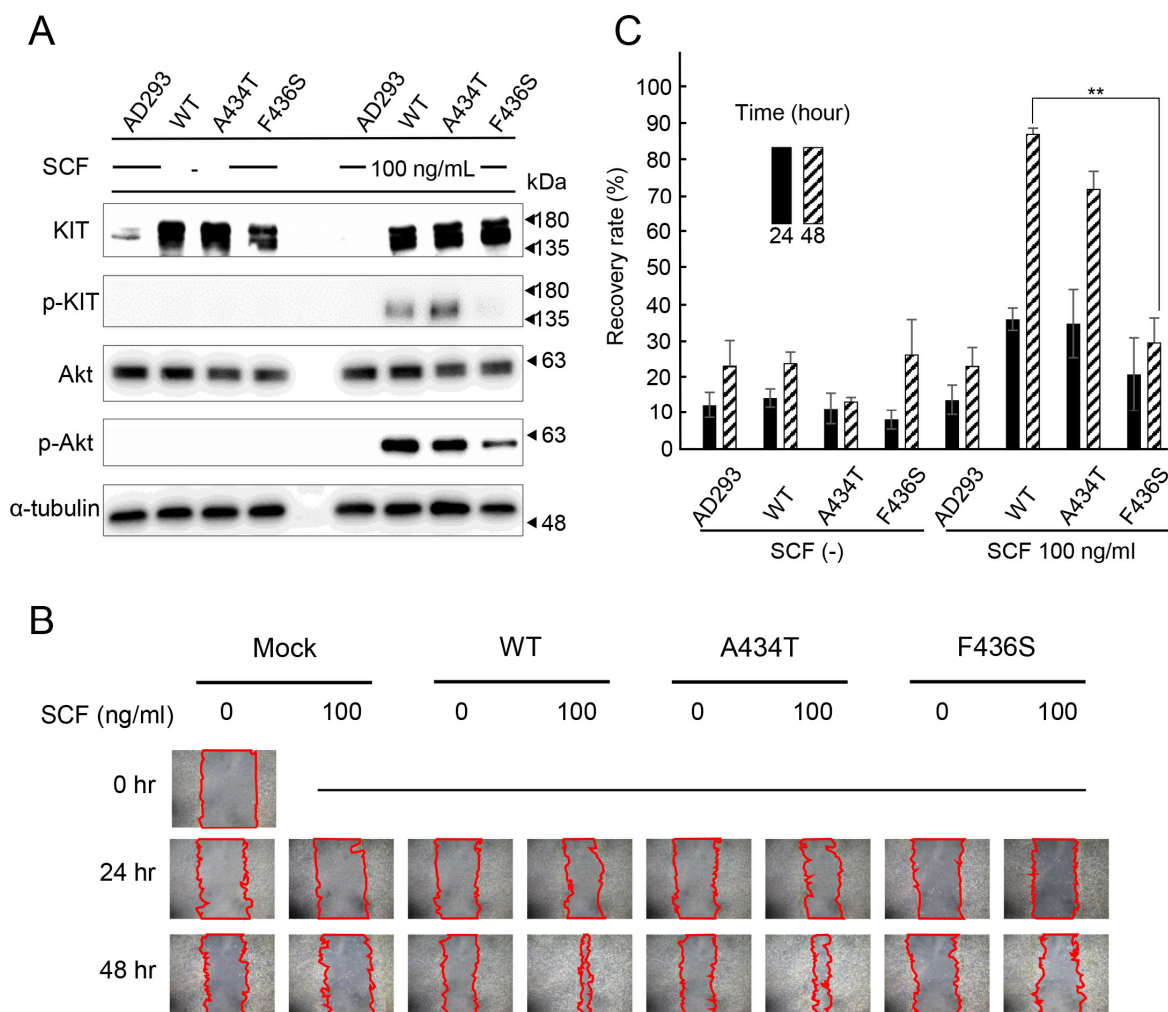 A
AD293 WT A434T F436S AD293 WT A434T F436S
SCF - 100 ng/mL kDa
KIT 180
135
p-KIT 180
135
Akt 63
p-Akt 63
α-tubulin 48
C
Recovery rate (%)
100
90
80
70
60
50
40
30
20
10
0
Time (hour)
24 48
**
AD293 WT A434T F436S AD293 WT A434T F436S
SCF (-) SCF 100 ng/ml
B
Mock WT A434T F436S
SCF (ng/ml) 0 100 0 100 0 100 0 100
0 hr
24 hr
48 hr